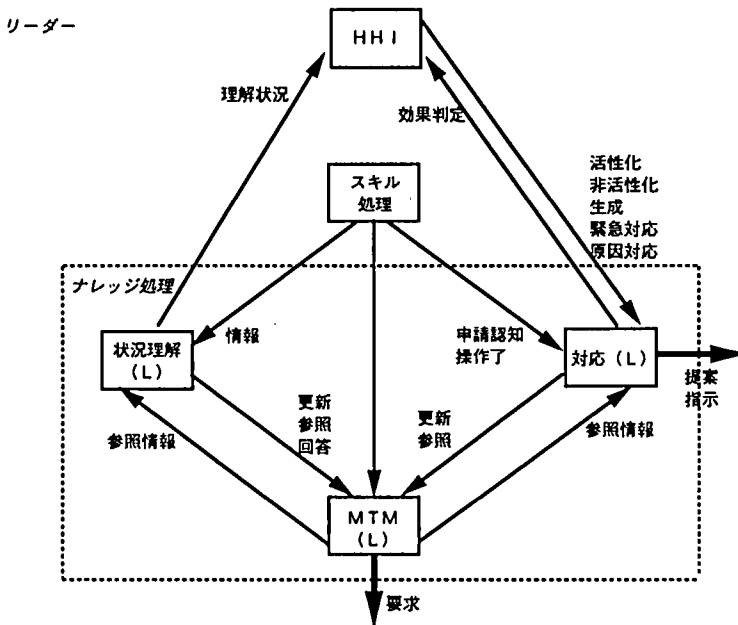 リーダー
HHI
理解状況
効果判定
スキル
処理
活性化
非活性化
生成
緊急対応
原因対応
ナレッジ処理
状況理解
(L)
情報
申請認知
操作了
対応(L)
提案
指示
更新
参照
回答
更新
参照
参照情報
参照情報
MTM
(L)
要求